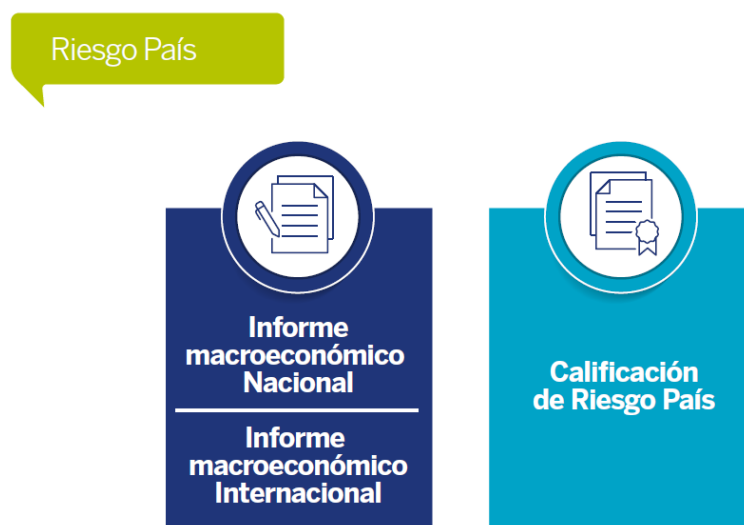 Riesgo País
Informe
macroeconómico
Nacional
Informe
macroeconómico
Internacional
Calificación
de Riesgo País